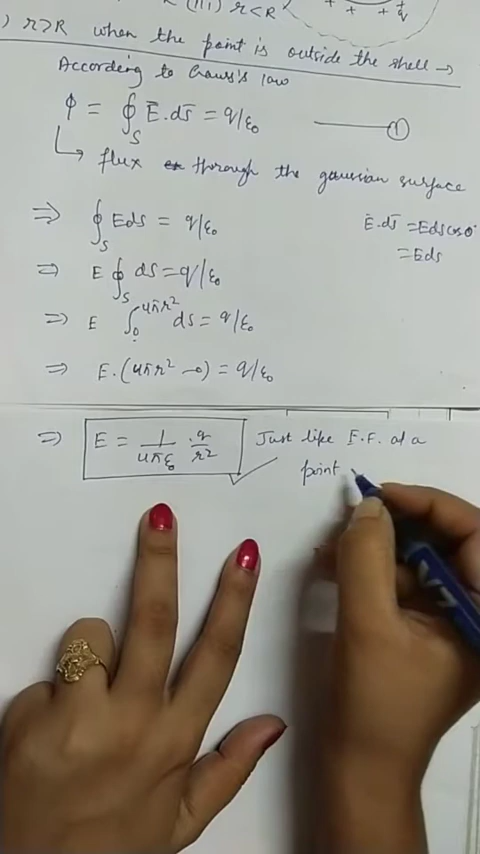 (iii) r<R
+ + + + q
) r>R when the point is outside the shell →
According to Gauss's law
ϕ = ∮S E̅.ds̅ = q/ε₀ —— ①
↳ flux through the gaussian surface
⇒ ∮S Eds = q/ε₀
E̅.ds̅ = Edscos0°
= Eds
⇒ E ∮S ds = q/ε₀
⇒ E ∫₀^4πr² ds = q/ε₀
⇒ E.(4πr² – 0) = q/ε₀
⇒ E = 1/4πε₀ . q/r² Just like E.F. at a
point